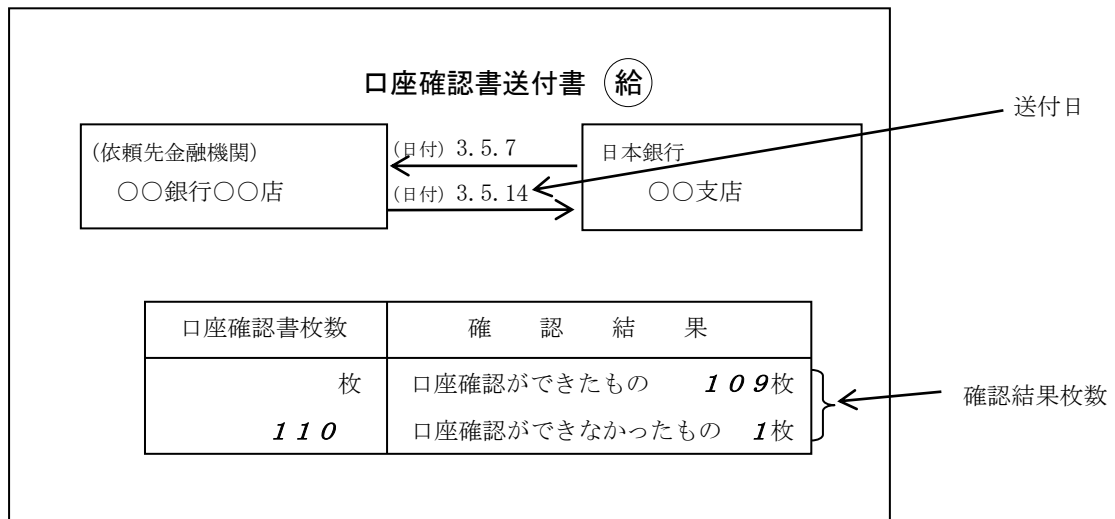 口座確認書送付書 ㊡給
送付日
(依頼先金融機関)
○○銀行○○店
(日付) 3.5.7
(日付) 3.5.14
日本銀行
○○支店
口座確認書枚数
確 認 結 果
枚
110
口座確認ができたもの 109枚
口座確認ができなかったもの 1枚
確認結果枚数